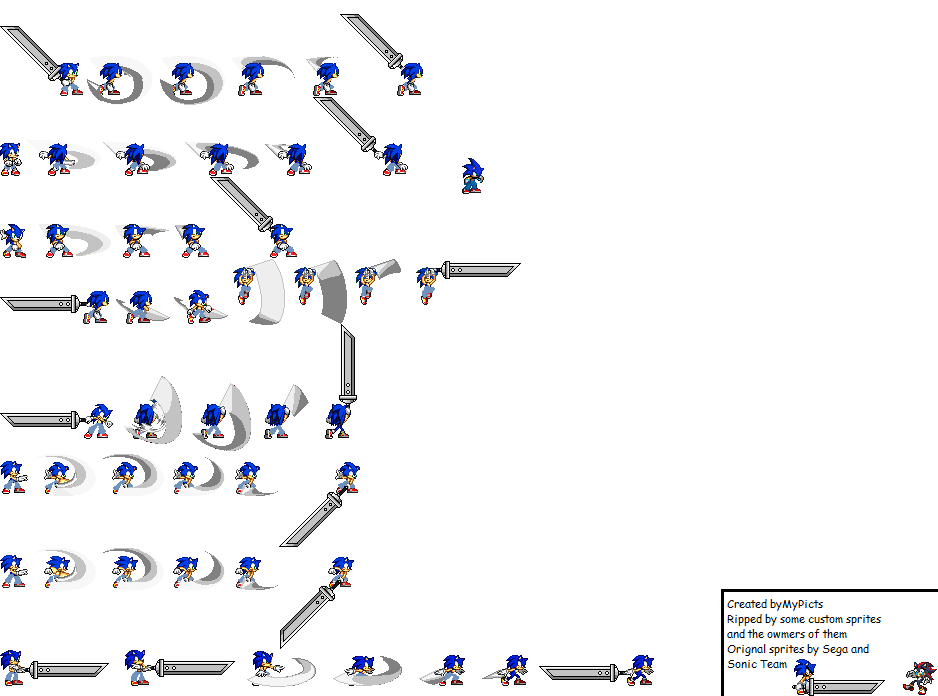 Created byMyPicts
Ripped by some custom sprites
and the owmers of them
Orignal sprites by Sega and
Sonic Team